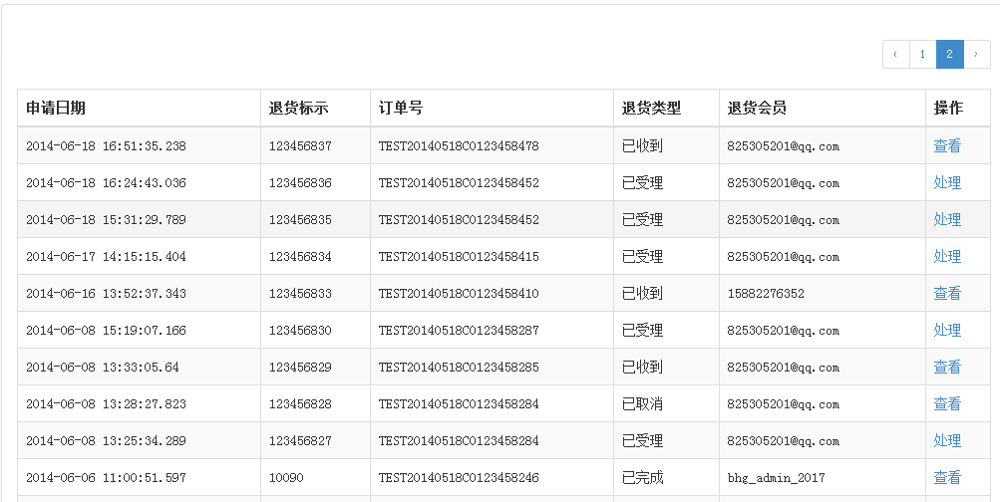 ‹ 1 2 ›
申请日期 退货标示 订单号 退货类型 退货会员 操作
2014-06-18 16:51:35.238 123456837 TEST20140518C0123458478 已收到 825305201@qq.com 查看
2014-06-18 16:24:43.036 123456836 TEST20140518C0123458452 已受理 825305201@qq.com 处理
2014-06-18 15:31:29.789 123456835 TEST20140518C0123458452 已受理 825305201@qq.com 处理
2014-06-17 14:15:15.404 123456834 TEST20140518C0123458415 已受理 825305201@qq.com 处理
2014-06-16 13:52:37.343 123456833 TEST20140518C0123458410 已收到 15882276352 查看
2014-06-08 15:19:07.166 123456830 TEST20140518C0123458287 已受理 825305201@qq.com 处理
2014-06-08 13:33:05.64 123456829 TEST20140518C0123458285 已收到 825305201@qq.com 查看
2014-06-08 13:28:27.823 123456828 TEST20140518C0123458284 已取消 825305201@qq.com 查看
2014-06-08 13:25:34.289 123456827 TEST20140518C0123458284 已受理 825305201@qq.com 处理
2014-06-06 11:00:51.597 10090 TEST20140518C0123458246 已完成 bhg_admin_2017 查看